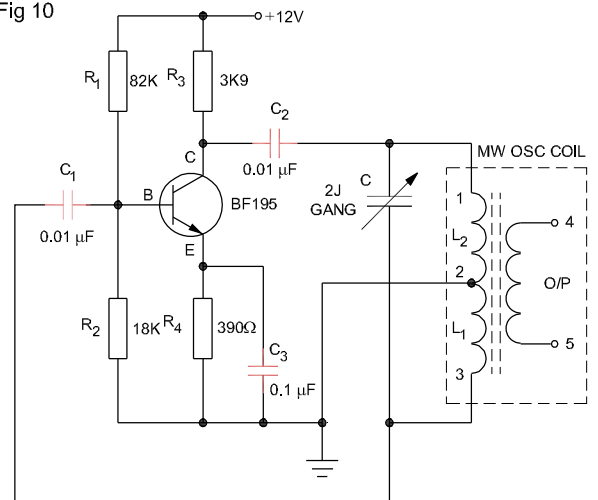 Fig 10
+12V
R1 82K
R3 3K9
C2
0.01 µF
C
MW OSC COIL
C1
0.01 µF
B
BF195
E
2J
GANG
C
1
L2
2
L1
3
4
O/P
5
R2 18K
R4 390Ω
C3
0.1 µF